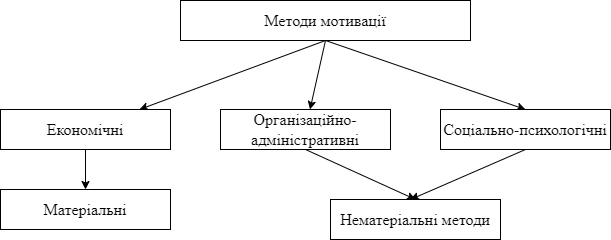 Методи мотивації
Економічні
Організаційно-
адміністративні
Соціально-психологічні
Матеріальні
Нематеріальні методи